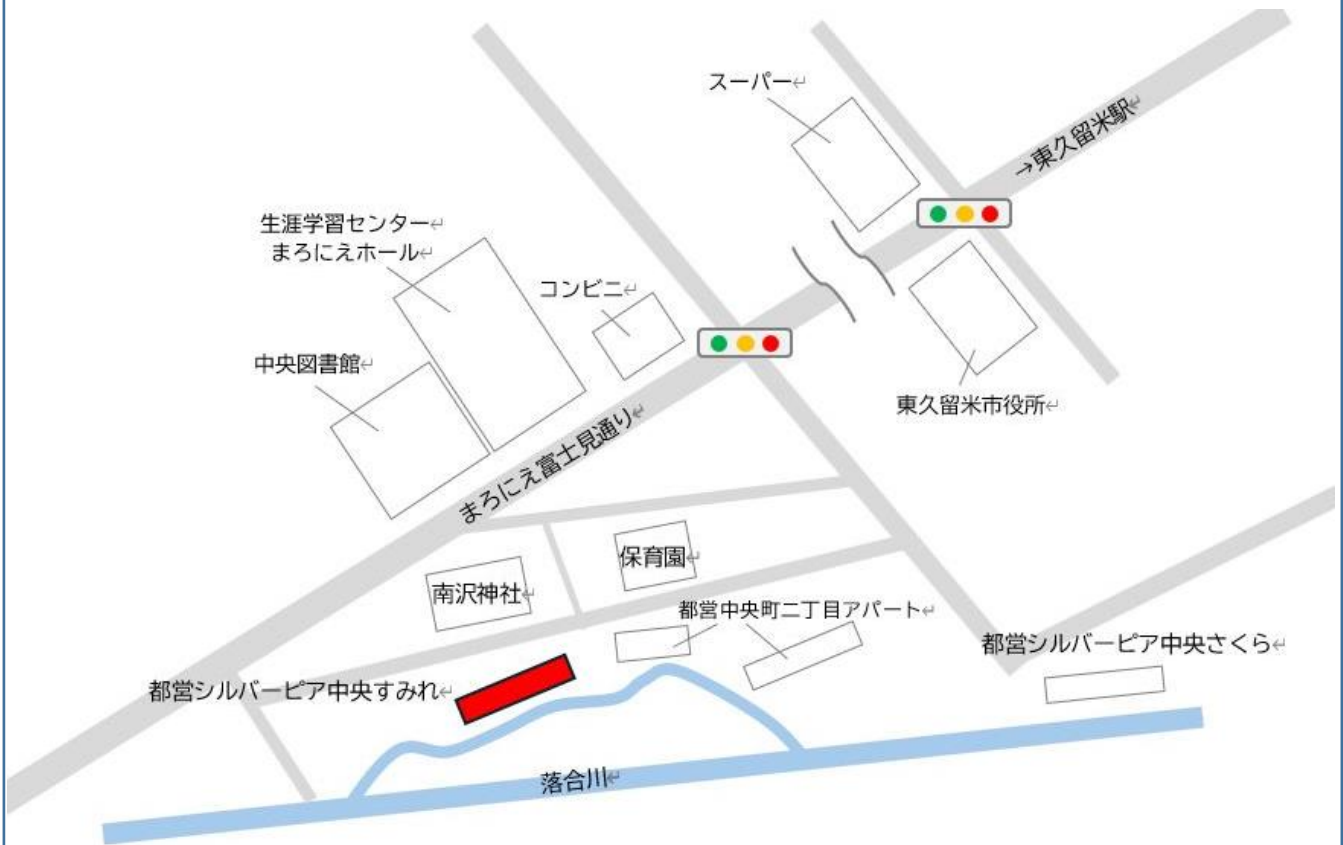 スーパー
→東久留米駅
生涯学習センター
まろにえホール
コンビニ
中央図書館
東久留米市役所
まろにえ富士見通り
保育園
南沢神社
都営中央町二丁目アパート
都営シルバーピア中央さくら
都営シルバーピア中央すみれ
落合川